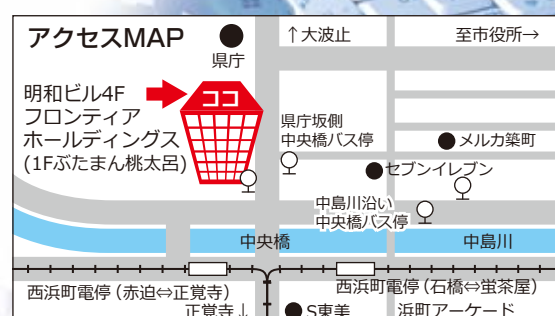 アクセスMAP
県庁
↑大波止
至市役所→
明和ビル4F
フロンティア
ホールディングス
(1Fぶたまん桃太呂)
ココ
県庁坂側
中央橋バス停
メルカ築町
セブンイレブン
中島川沿い
中央橋バス停
中央橋
中島川
西浜町電停(赤迫⇔正覚寺)
西浜町電停(石橋⇔蛍茶屋)
正覚寺↓
S東美
浜町アーケード